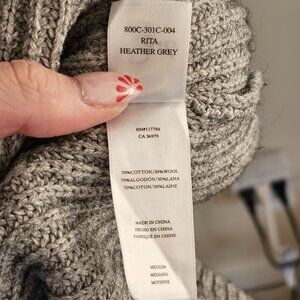 800C-301C-004
RITA
HEATHER GREY
RN#117784
CA 36979
70%COTTON/30%WOOL
70%ALGODÓN/30%LANA
70%COTON/30%LAINE
MADE IN CHINA
HECHO EN CHINA
FABRIQUÉ EN CHINE
MEDIUM
MEDIANO
MOYENNE